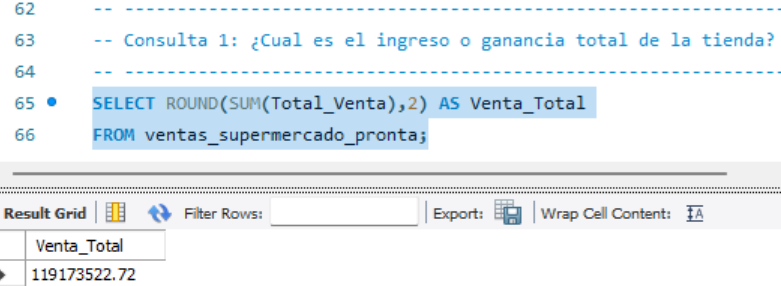 62 -- --------------------------------------------------------------
63 -- Consulta 1: ¿Cual es el ingreso o ganancia total de la tienda?
64 -- --------------------------------------------------------------
65 SELECT ROUND(SUM(Total_Venta),2) AS Venta_Total
66 FROM ventas_supermercado_pronta;
Result Grid Filter Rows: Export: Wrap Cell Content: IA
Venta_Total
119173522.72